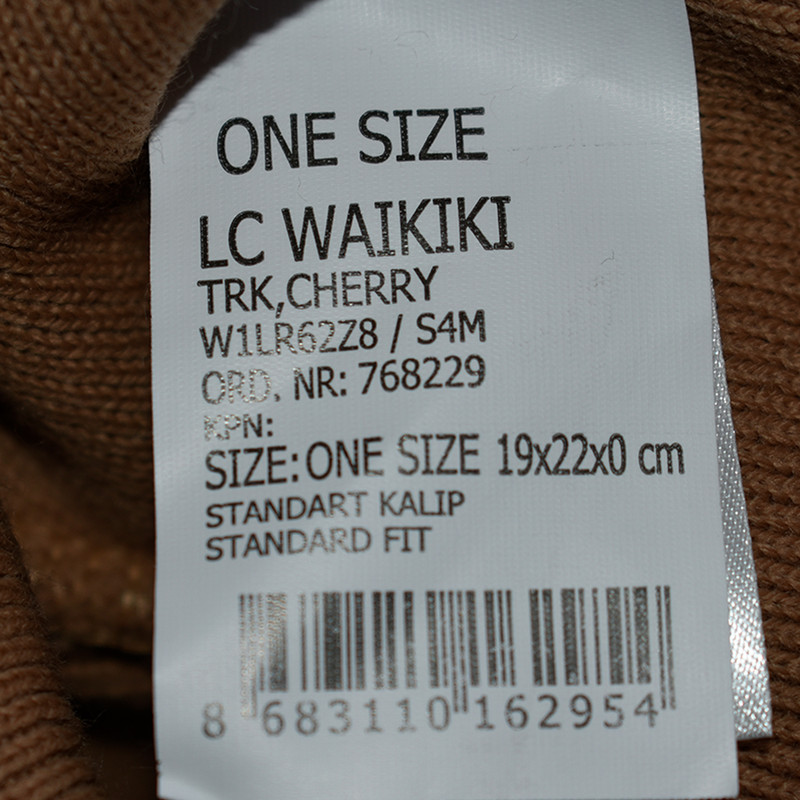 ONE SIZE
LC WAIKIKI
TRK,CHERRY
W1LR62Z8 / S4M
ORD. NR: 768229
KPN:
SIZE: ONE SIZE 19x22x0 cm
STANDART KALIP
STANDARD FIT
8 683110 162954